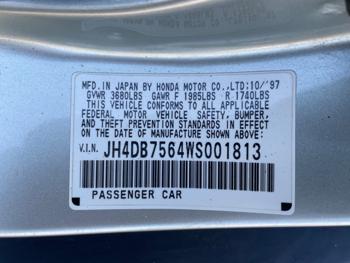 MFD. IN JAPAN BY HONDA MOTOR CO.,LTD:10/'97
GVWR 3680LBS GAWR F 1985LBS R 1740LBS
THIS VEHICLE CONFORMS TO ALL APPLICABLE
FEDERAL MOTOR VEHICLE SAFETY, BUMPER,
AND THEFT PREVENTION STANDARDS IN EFFECT
ON THE DATE OF MANUFACTURE SHOWN ABOVE:
V.I.N. JH4DB7564WS001813
PASSENGER CAR